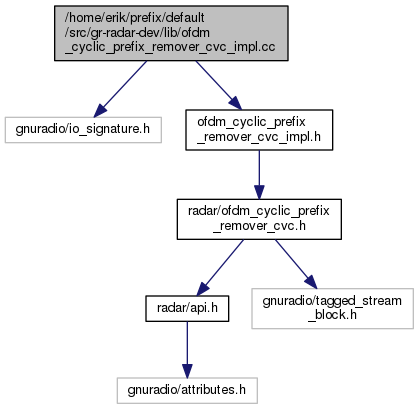 /home/erik/prefix/default
/src/gr-radar-dev/lib/ofdm
_cyclic_prefix_remover_cvc_impl.cc
gnuradio/io_signature.h
ofdm_cyclic_prefix
_remover_cvc_impl.h
radar/ofdm_cyclic_prefix
_remover_cvc.h
radar/api.h
gnuradio/tagged_stream
_block.h
gnuradio/attributes.h